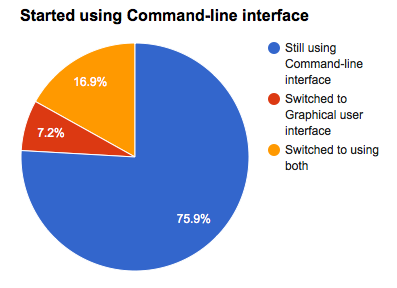 Started using Command-line interface
Still using
Command-line
interface
Switched to
Graphical user
interface
Switched to using
both
16.9%
7.2%
75.9%